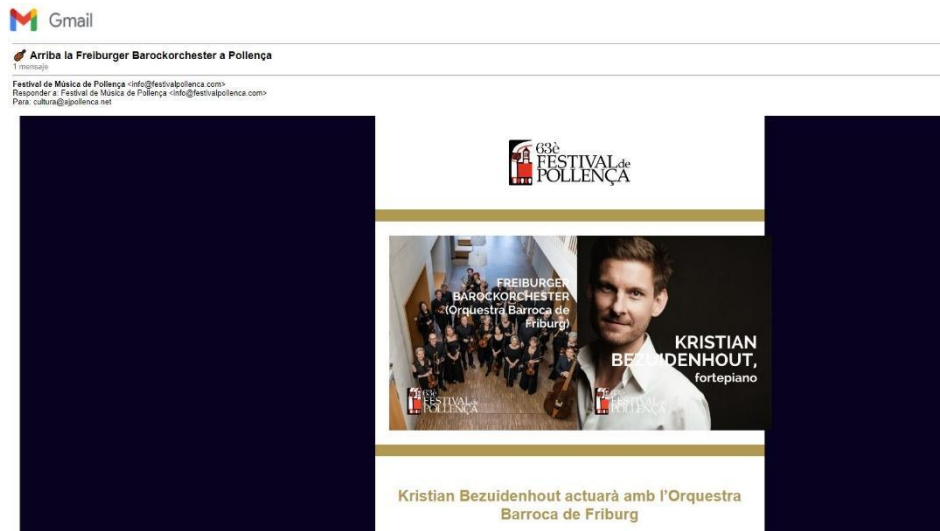 Gmail
Arriba la Freiburger Barockorchester a Pollença
1 mensaje
Festival de Música de Pollença <info@festivalpollenca.com>
Responder a: Festival de Música de Pollença <info@festivalpollenca.com>
Para: cultura@ajpollenca.net
63è
FESTIVAL de
POLLENÇA
FREIBURGER
BAROCKORCHESTER
(Orquestra Barroca de
Friburg)
63è
FESTIVAL de
POLLENÇA
KRISTIAN
BEZUIDENHOUT,
fortepiano
63è
FESTIVAL de
POLLENÇA
Kristian Bezuidenhout actuarà amb l'Orquestra
Barroca de Friburg